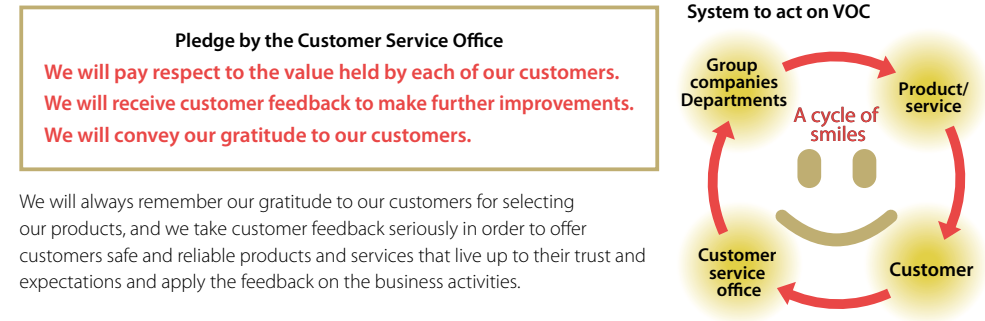 Pledge by the Customer Service Office
We will pay respect to the value held by each of our customers.
We will receive customer feedback to make further improvements.
We will convey our gratitude to our customers.
We will always remember our gratitude to our customers for selecting
our products, and we take customer feedback seriously in order to offer
customers safe and reliable products and services that live up to their trust and
expectations and apply the feedback on the business activities.
System to act on VOC
Group
companies
Departments
Product/
service
A cycle of
smiles
Customer
service
office
Customer